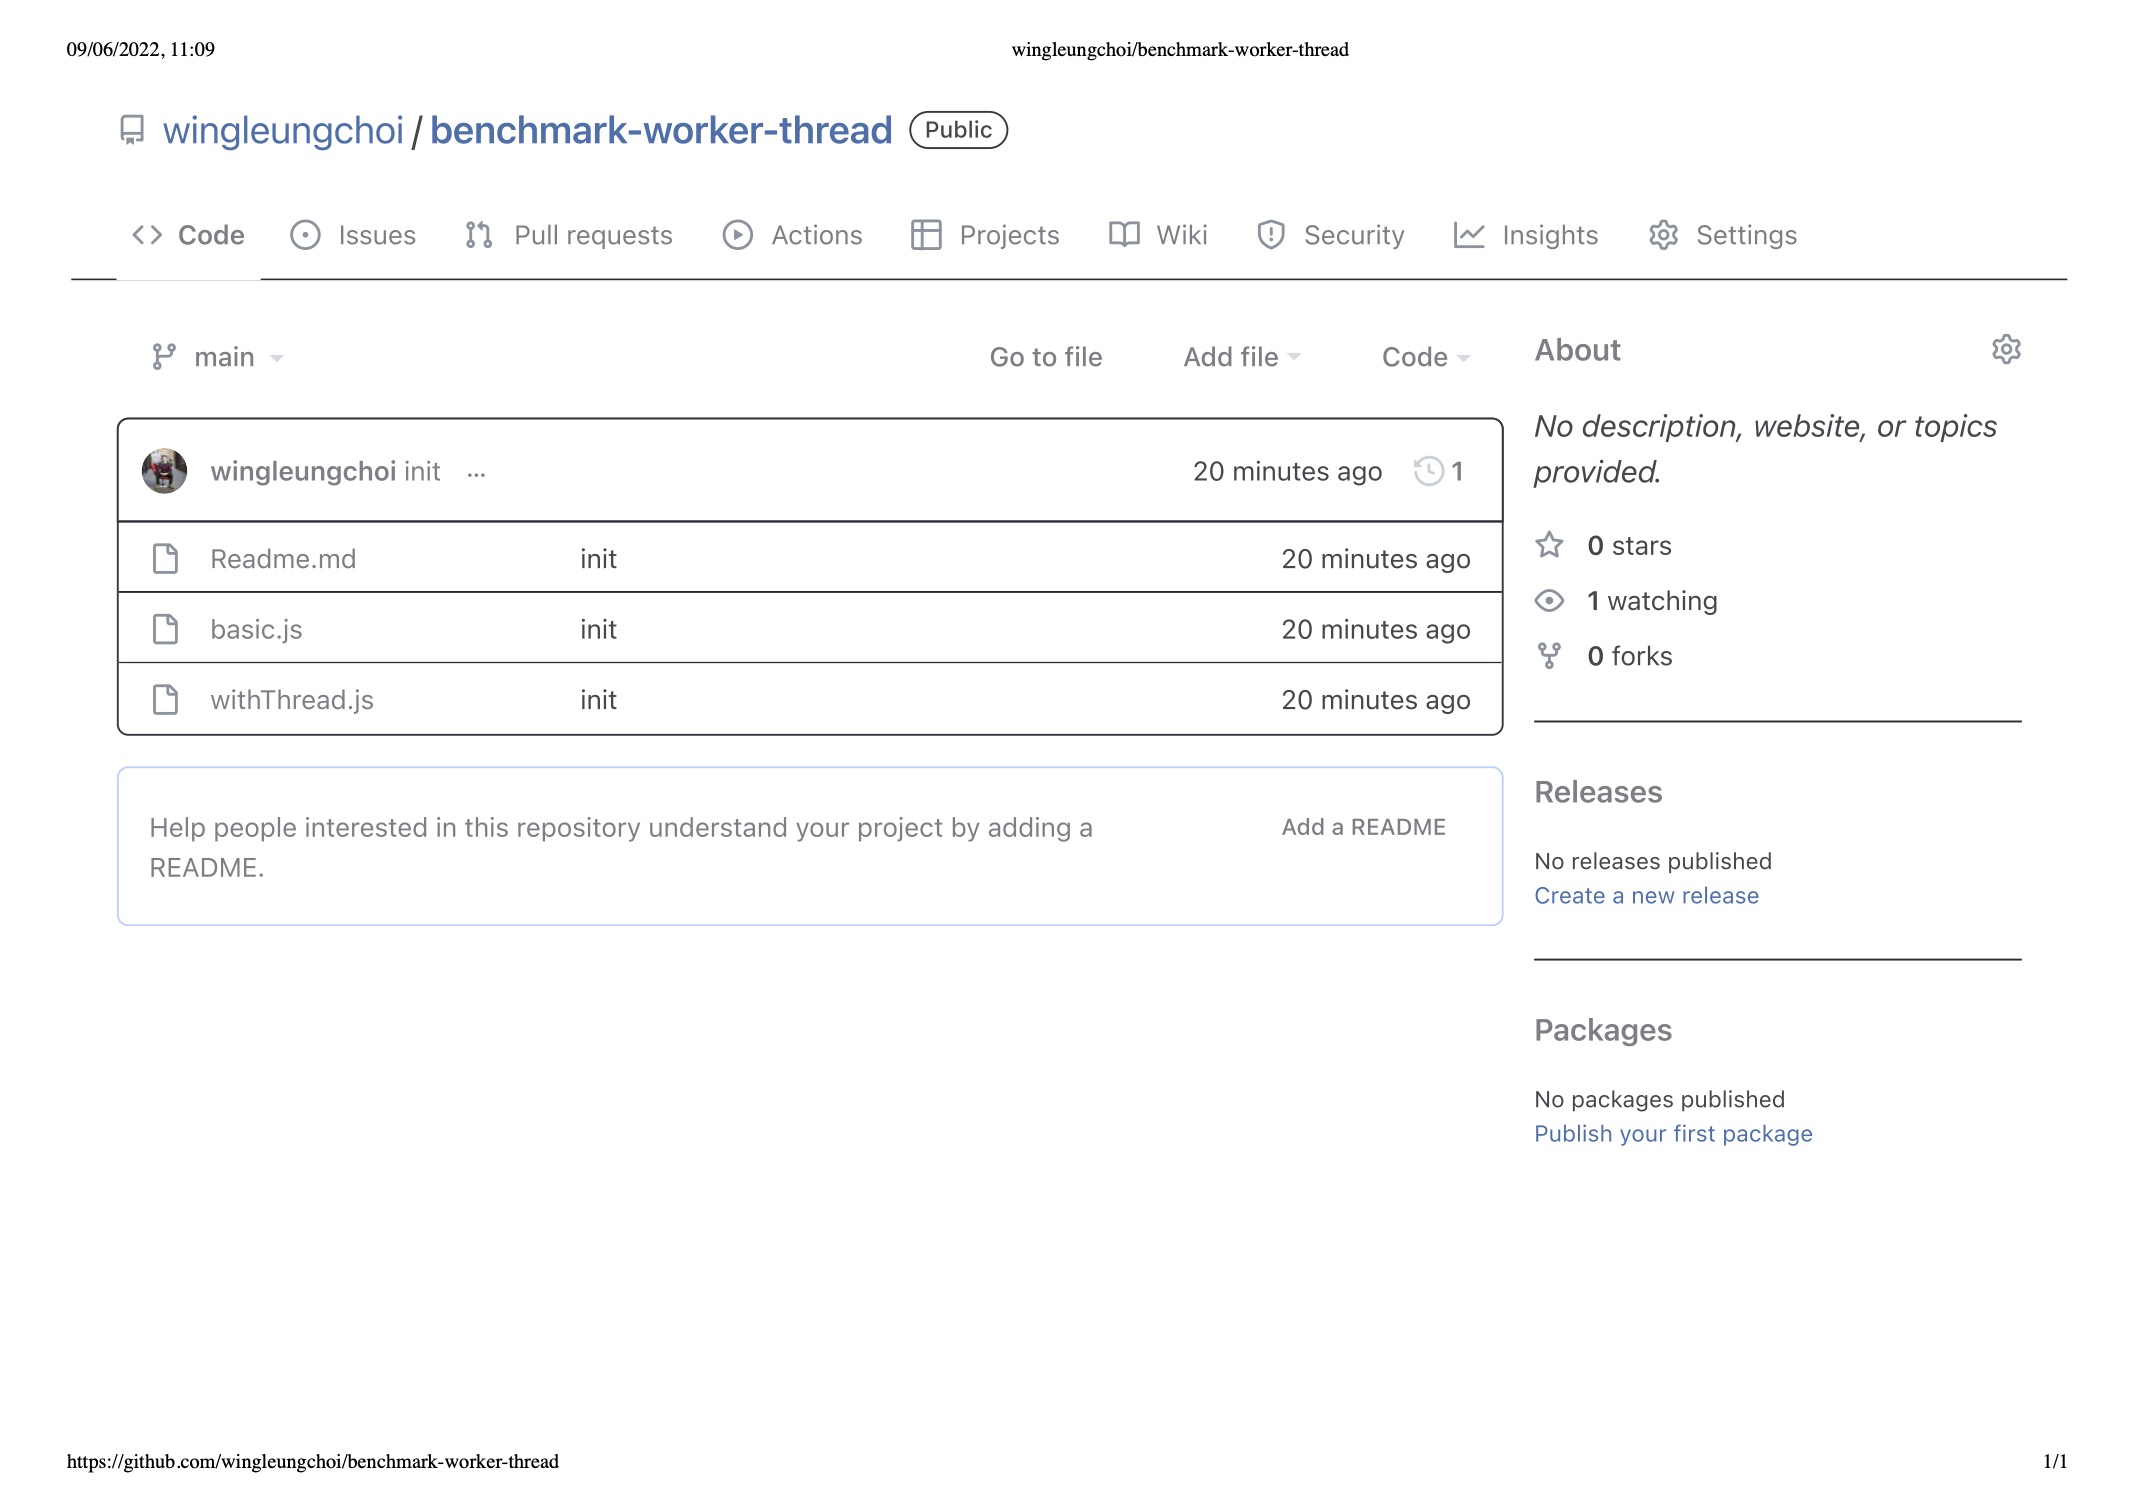 09/06/2022, 11:09
wingleungchoi/benchmark-worker-thread
wingleungchoi / benchmark-worker-thread Public
Code Issues Pull requests Actions Projects Wiki Security Insights Settings
main Go to file Add file Code
wingleungchoi init ... 20 minutes ago 1
Readme.md init 20 minutes ago
basic.js init 20 minutes ago
withThread.js init 20 minutes ago
Help people interested in this repository understand your project by adding a
README.
Add a README
About
No description, website, or topics
provided.
0 stars
1 watching
0 forks
Releases
No releases published
Create a new release
Packages
No packages published
Publish your first package
https://github.com/wingleungchoi/benchmark-worker-thread
1/1